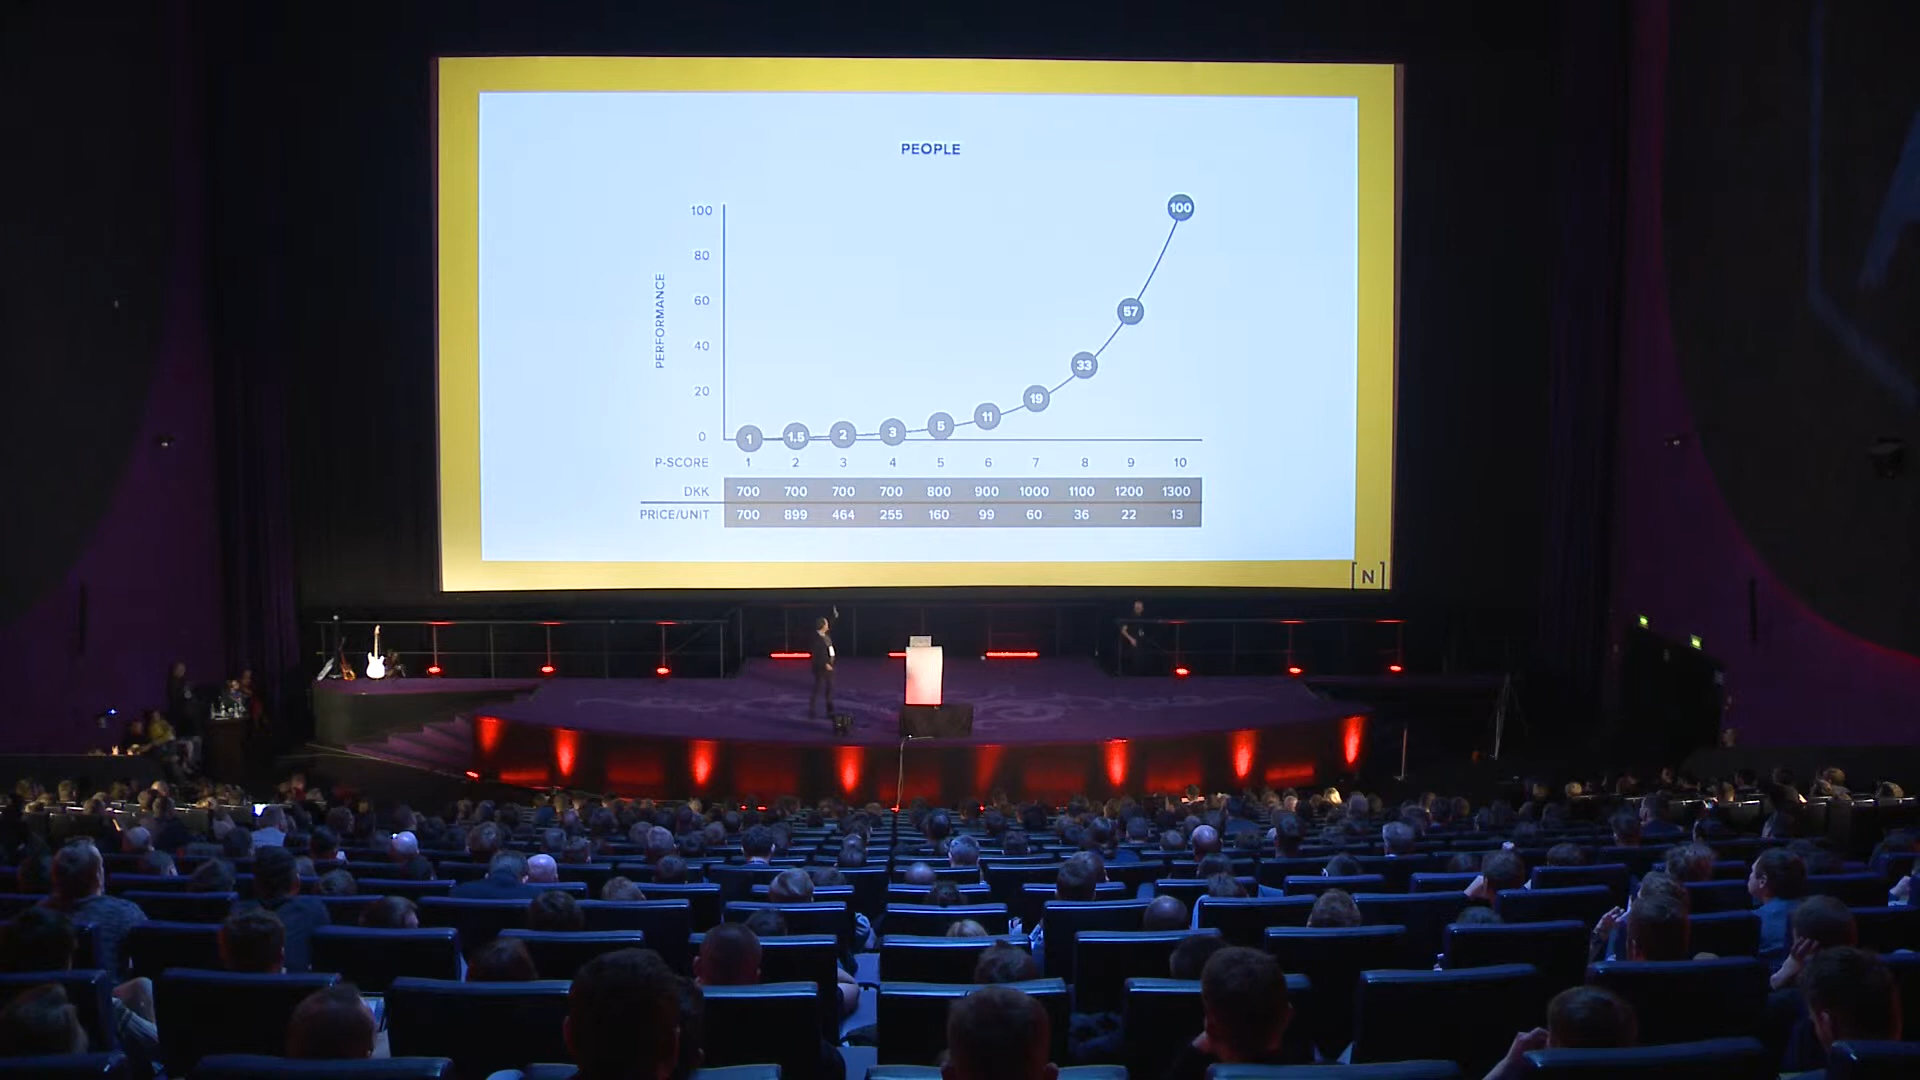 PEOPLE
PERFORMANCE
100
80
60
40
20
0
1 1.5 2 3 5 11 19 33 57 100
P-SCORE 1 2 3 4 5 6 7 8 9 10
DKK 700 700 700 700 800 900 1000 1100 1200 1300
PRICE/UNIT 700 899 464 255 160 99 60 36 22 13
[N]